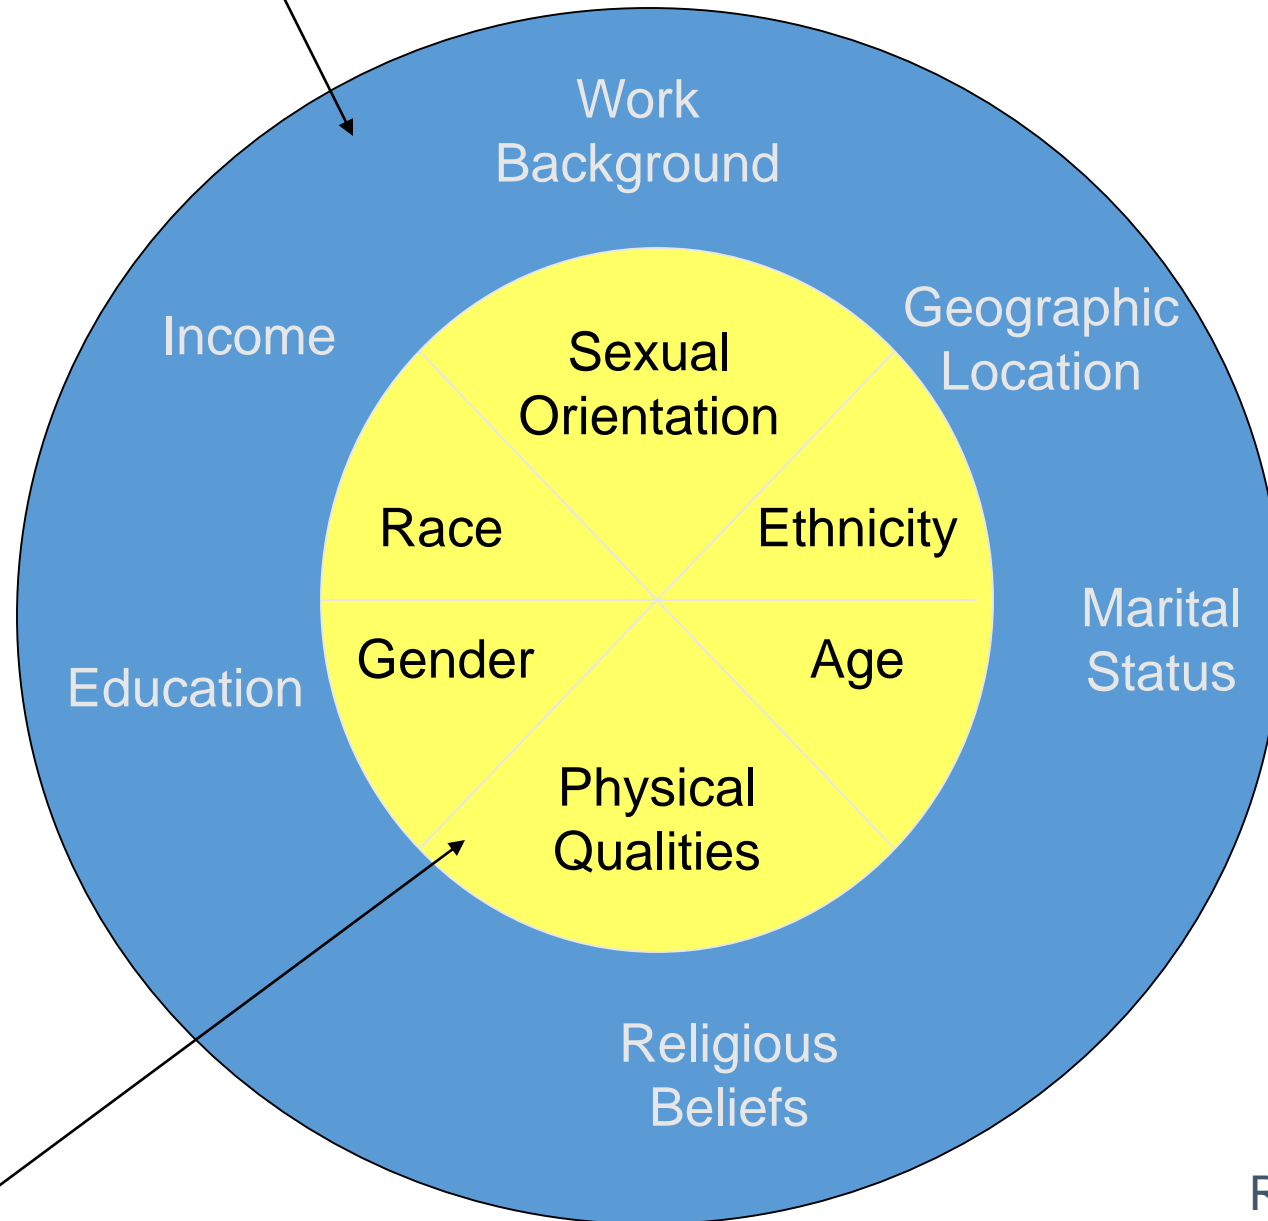 Work
Background
Geographic
Location
Income
Sexual
Orientation
Race
Ethnicity
Marital
Status
Gender
Age
Education
Physical
Qualities
Religious
Beliefs
R